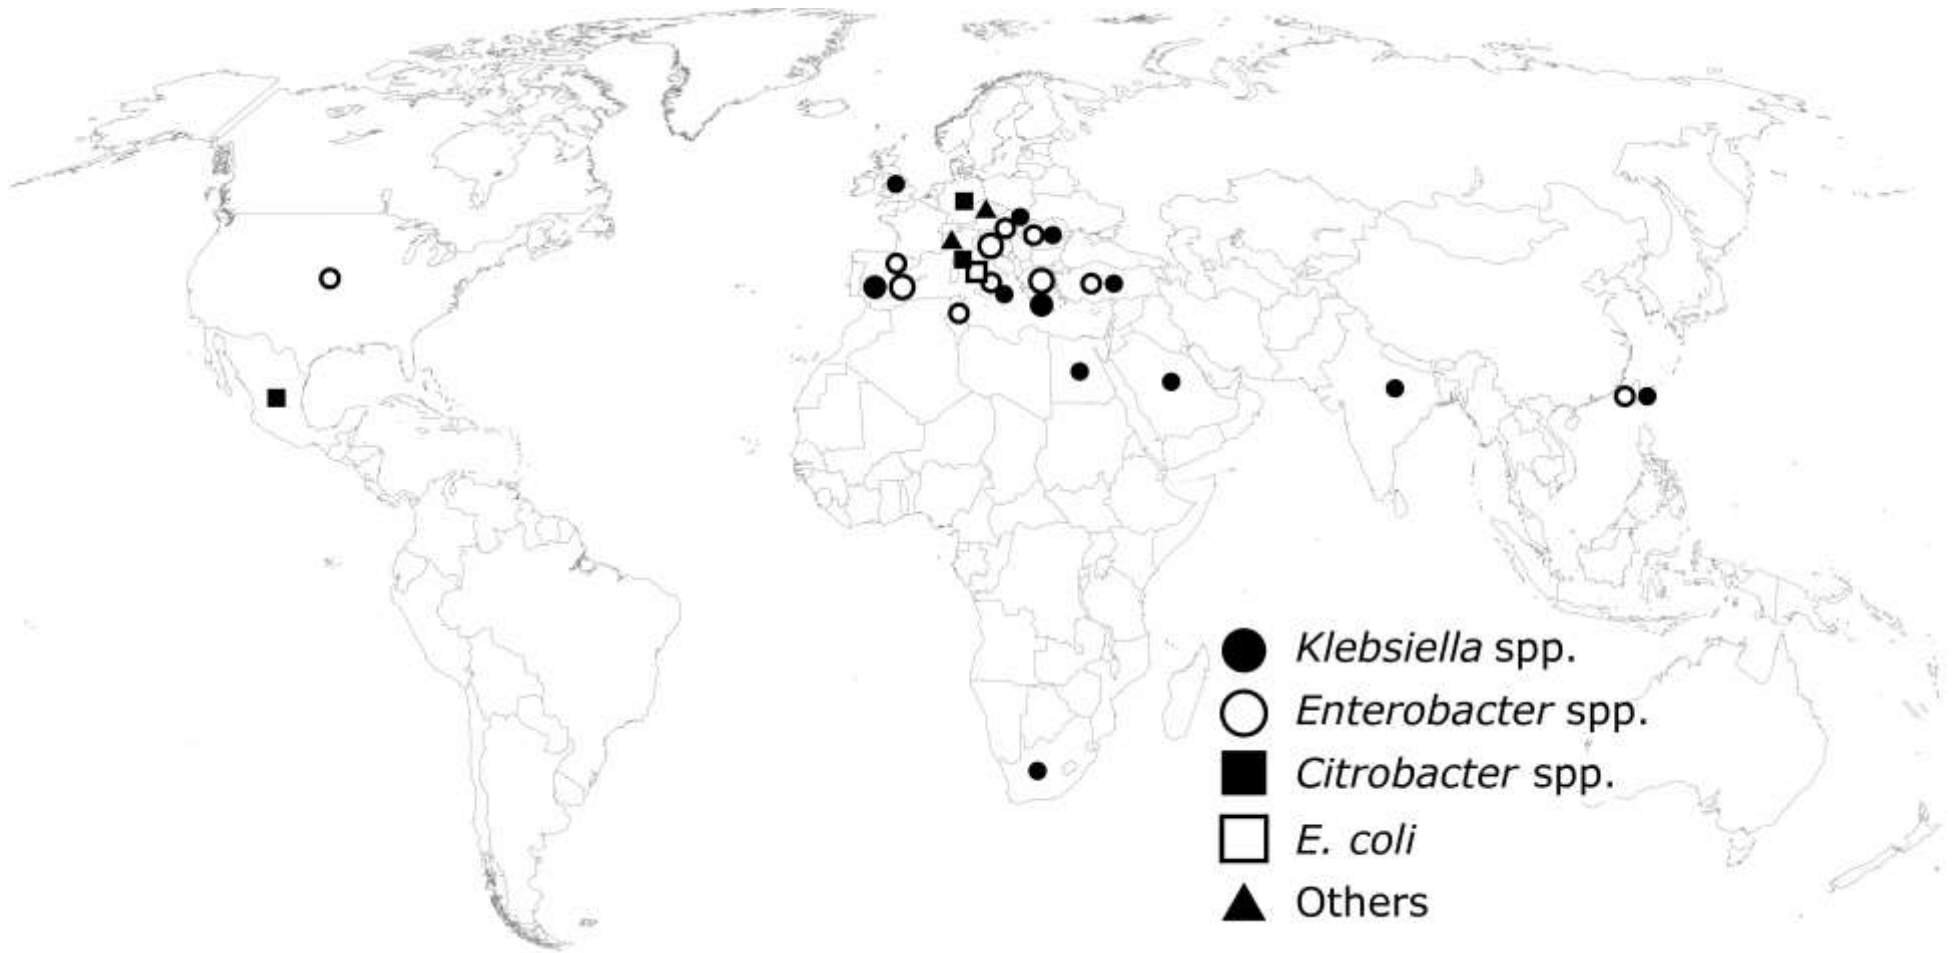 Klebsiella spp.
Enterobacter spp.
Citrobacter spp.
E. coli
Others